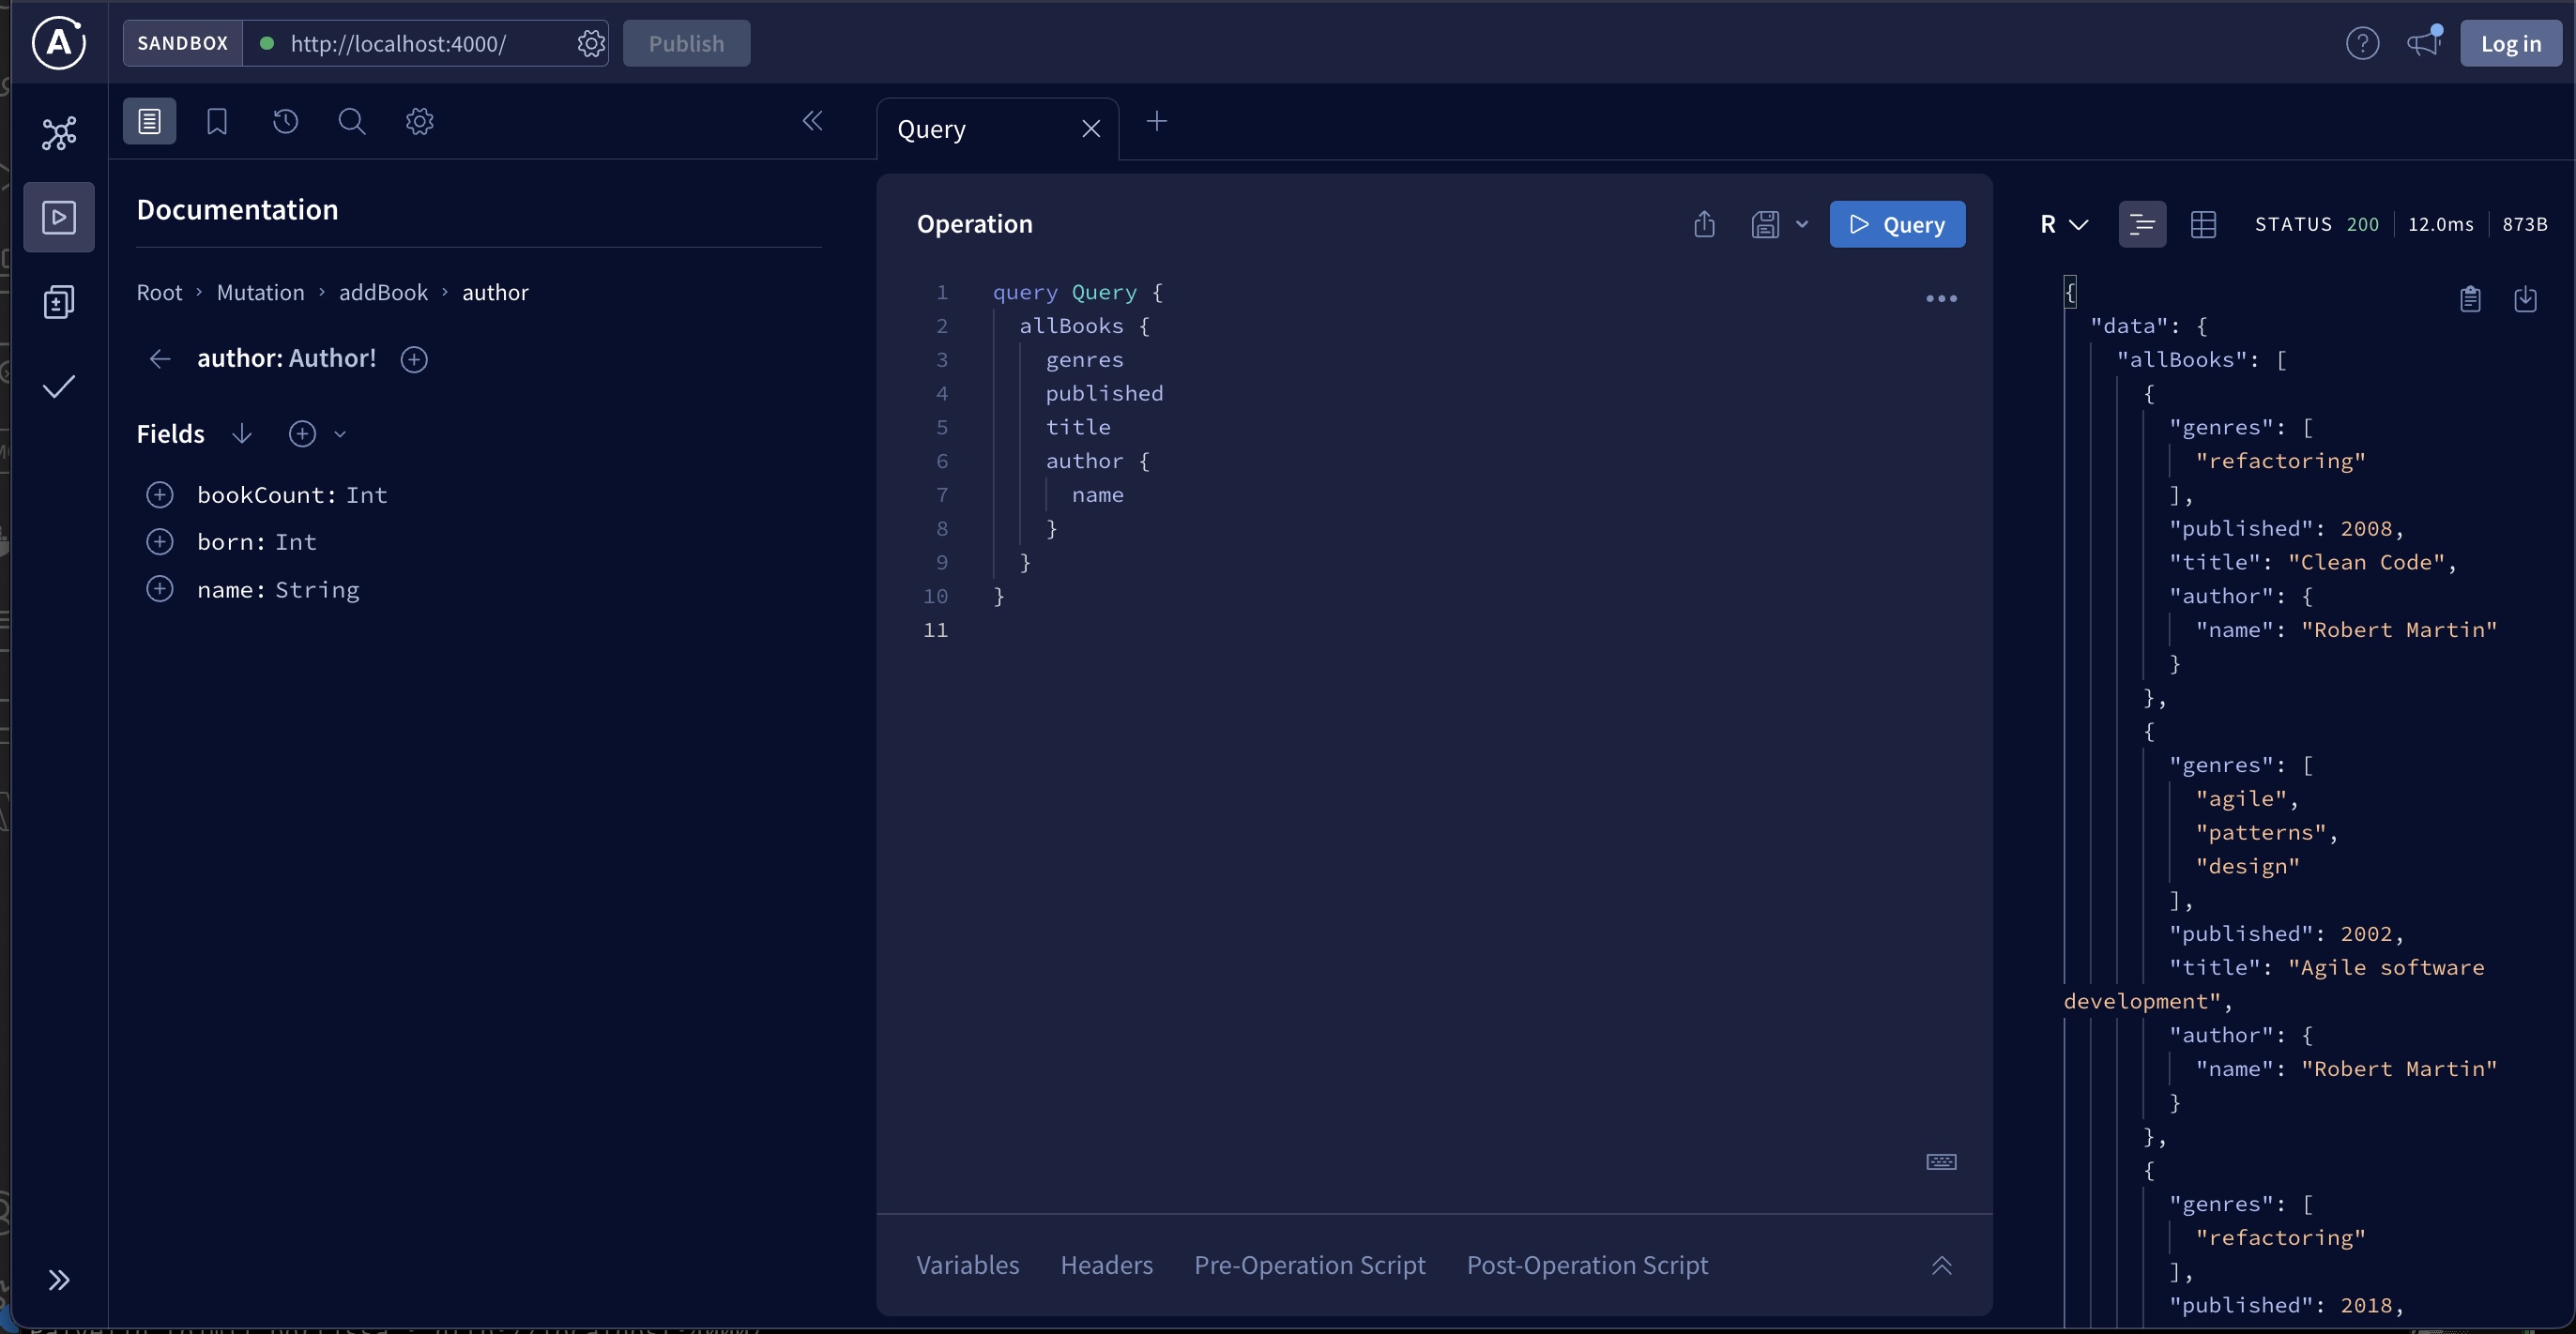 SANDBOX http://localhost:4000/ Publish Log in
Documentation
Root › Mutation › addBook › author
author: Author!
Fields
bookCount: Int
born: Int
name: String
Query
Operation
Query
1 query Query {
2 allBooks {
3 genres
4 published
5 title
6 author {
7 name
8 }
9 }
10 }
11
Variables Headers Pre-Operation Script Post-Operation Script
R STATUS 200 12.0ms 873B
{
"data": {
"allBooks": [
{
"genres": [
"refactoring"
],
"published": 2008,
"title": "Clean Code",
"author": {
"name": "Robert Martin"
}
},
{
"genres": [
"agile",
"patterns",
"design"
],
"published": 2002,
"title": "Agile software
development",
"author": {
"name": "Robert Martin"
}
},
{
"genres": [
"refactoring"
],
"published": 2018,